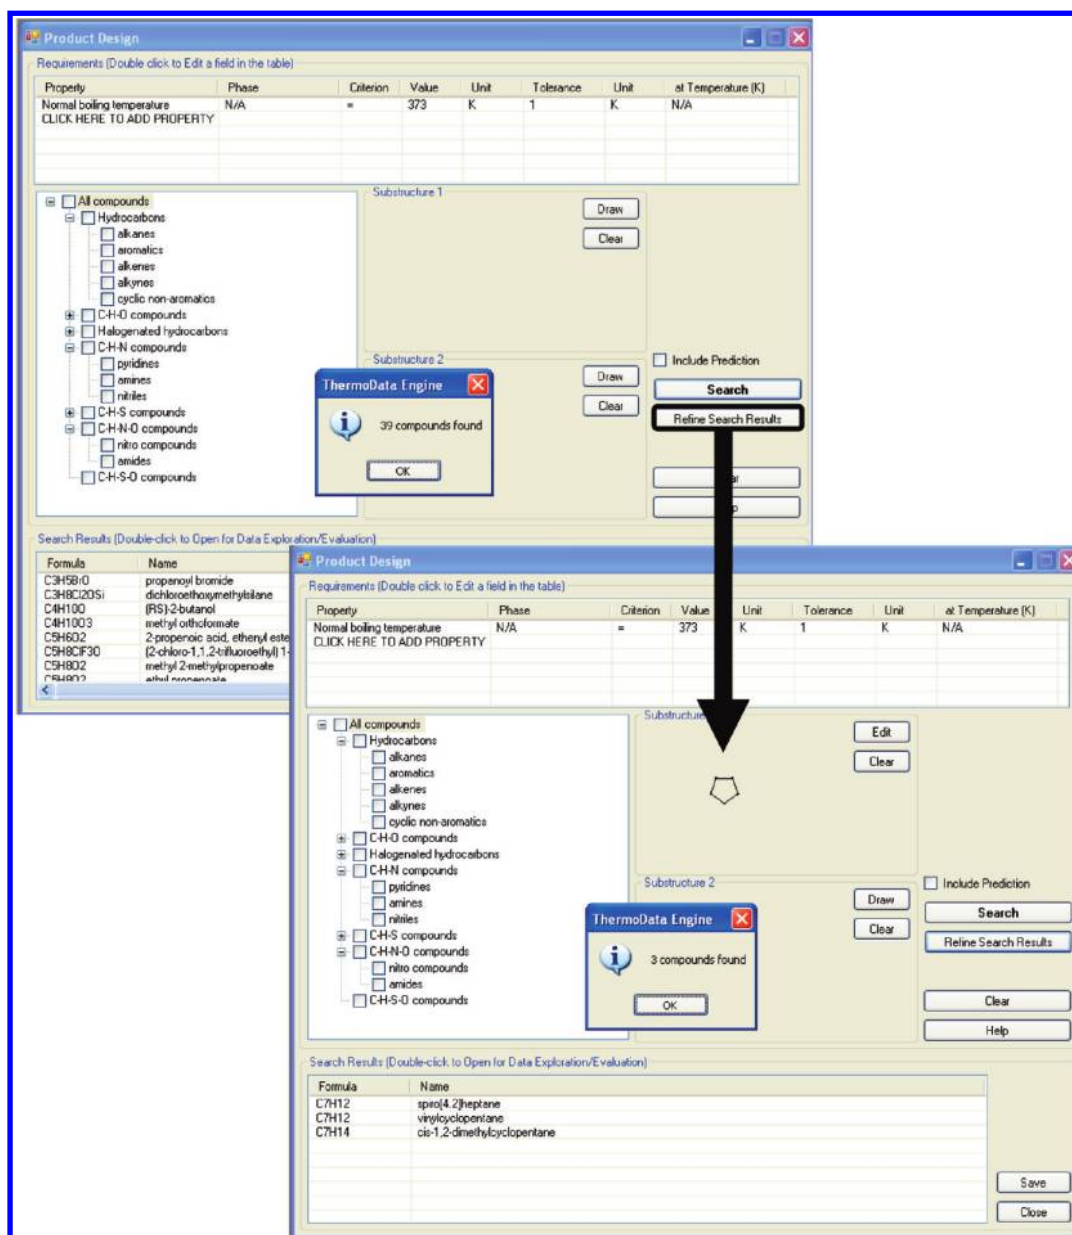 Product Design
Requirements (Double click to Edit a field in the table)
Property Phase Criterion Value Unit Tolerance Unit at Temperature (K)
Normal boiling temperature N/A = 373 K 1 K N/A
CLICK HERE TO ADD PROPERTY
All compounds
Hydrocarbons
alkanes
aromatics
alkenes
alkynes
cyclic non-aromatics
C-H-O compounds
Halogenated hydrocarbons
C-H-N compounds
pyridines
amines
nitriles
C-H-S compounds
C-H-N-O compounds
nitro compounds
amides
C-H-S-O compounds
Substructure 1
Draw
Clear
Substructure 2
Draw
Clear
Include Prediction
Search
Refine Search Results
ThermoData Engine
39 compounds found
OK
Search Results (Double-click to Open for Data Exploration/Evaluation)
Formula Name
C3H5BrO propanoyl bromide
C3H8Cl2OSi dichloroethoxymethylsilane
C4H10O (RS)-2-butanol
C4H10O3 methyl orthoformate
C5H6O2 2-propenoic acid, ethenyl este
C5H8ClF3O (2-chloro-1,1,2-trifluoroethyl) 1-
C5H8O2 methyl 2-methylpropenoate
C5H8O2 ethyl propenoate
Product Design
Requirements (Double click to Edit a field in the table)
Property Phase Criterion Value Unit Tolerance Unit at Temperature (K)
Normal boiling temperature N/A = 373 K 1 K N/A
CLICK HERE TO ADD PROPERTY
All compounds
Hydrocarbons
alkanes
aromatics
alkenes
alkynes
cyclic non-aromatics
C-H-O compounds
Halogenated hydrocarbons
C-H-N compounds
pyridines
amines
nitriles
C-H-S compounds
C-H-N-O compounds
nitro compounds
amides
C-H-S-O compounds
Substructure
Edit
Clear
Substructure 2
Draw
Clear
Include Prediction
Search
Refine Search Results
Clear
Help
ThermoData Engine
3 compounds found
OK
Search Results (Double-click to Open for Data Exploration/Evaluation)
Formula Name
C7H12 spiro[4.2]heptane
C7H12 vinylcyclopentane
C7H14 cis-1,2-dimethylcyclopentane
Save
Close